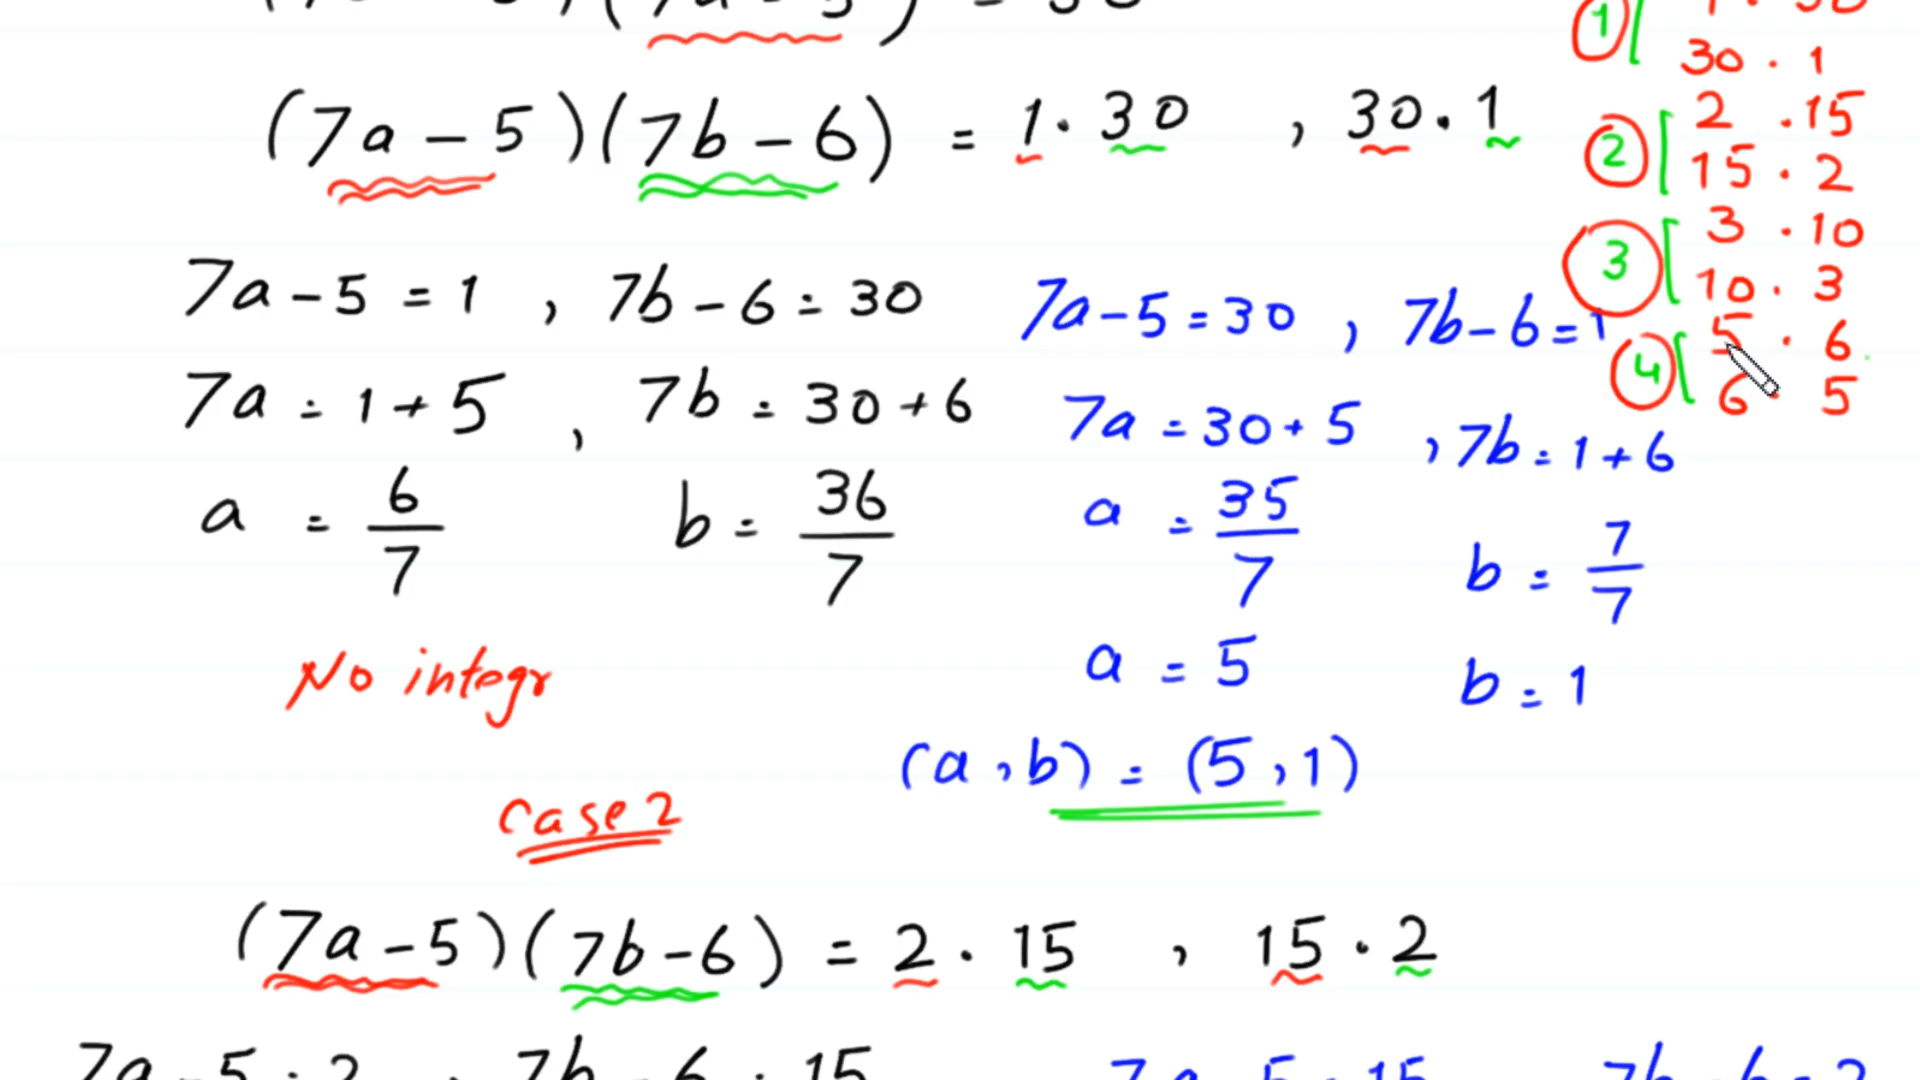 (7a - 5)(7b - 6) = 1 · 30 , 30 · 1
7a - 5 = 1 , 7b - 6 = 30
7a = 1 + 5 , 7b = 30 + 6
a = 6/7 b = 36/7
No integr
7a - 5 = 30 , 7b - 6 = 1
7a = 30 + 5 , 7b = 1 + 6
a = 35/7 b = 7/7
a = 5 b = 1
(a, b) = (5, 1)
1
30 · 1
2 2 · 15
15 · 2
3 3 · 10
10 · 3
4 5 · 6
6 · 5
Case 2
(7a - 5)(7b - 6) = 2 · 15 , 15 · 2